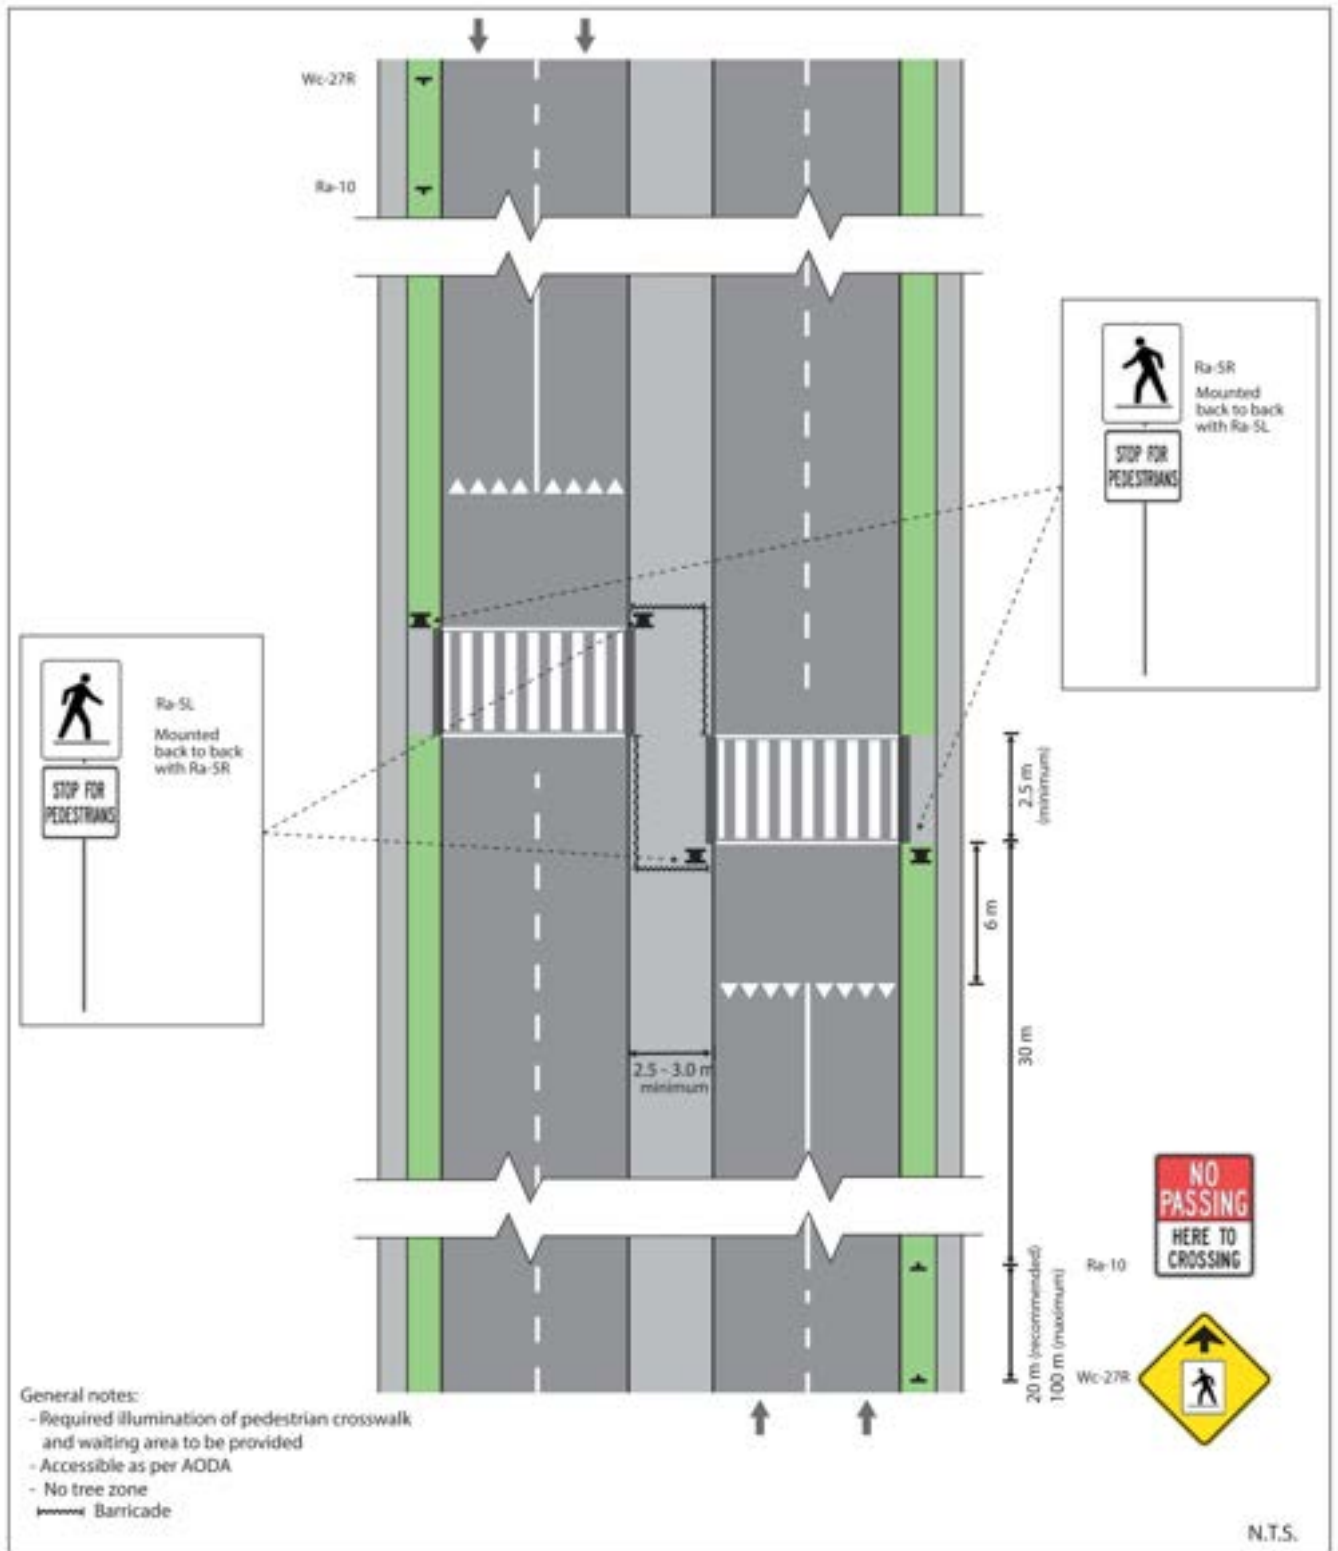 Wc-27R
Ra-10
Ra-5R
Mounted
back to back
with Ra-5L
STOP FOR
PEDESTRIANS
Ra-5L
Mounted
back to back
with Ra-5R
STOP FOR
PEDESTRIANS
2.5 m
(minimum)
6 m
30 m
2.5 - 3.0 m
minimum
NO
PASSING
HERE TO
CROSSING
Ra-10
20 m (recommended)
100 m (maximum)
Wc-27R
General notes:
- Required illumination of pedestrian crosswalk
and waiting area to be provided
- Accessible as per AODA
- No tree zone
Barricade
N.T.S.